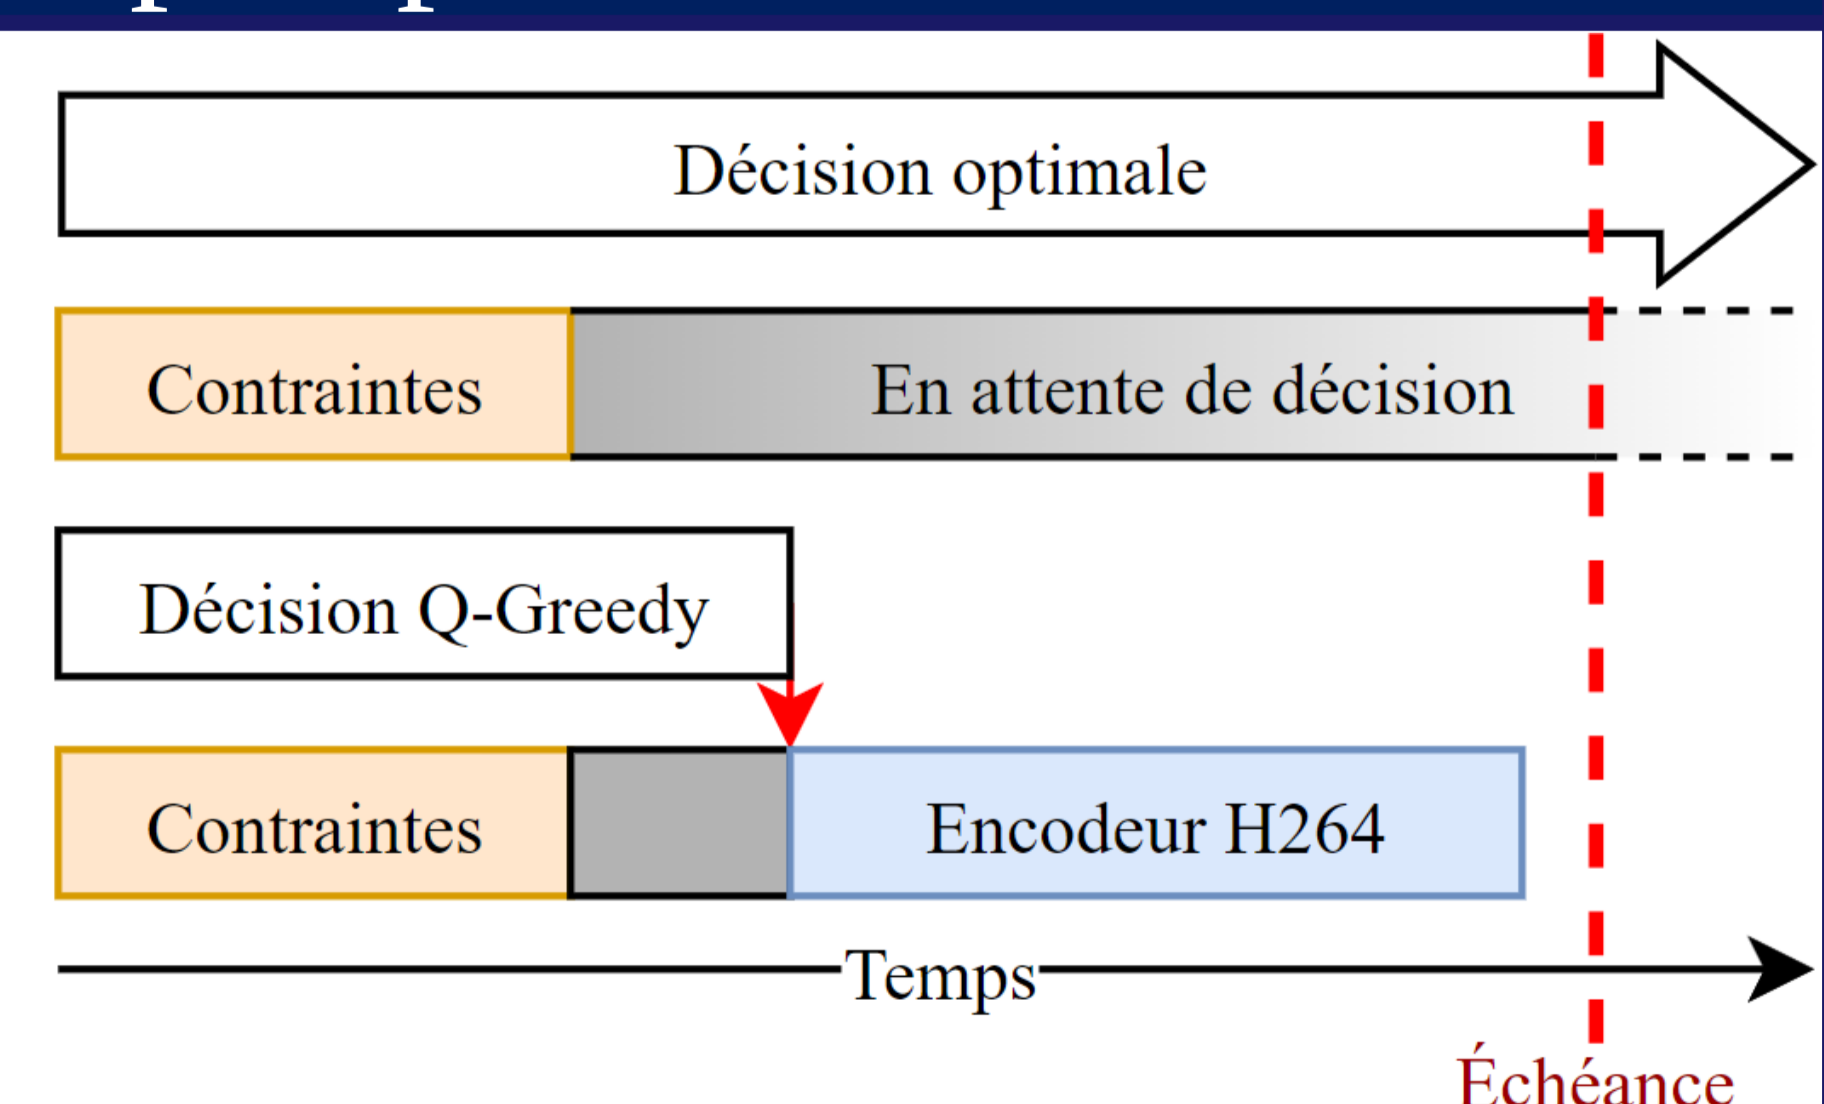 Décision optimale
Contraintes
En attente de décision
Décision Q-Greedy
Contraintes
Encodeur H264
Temps
Échéance